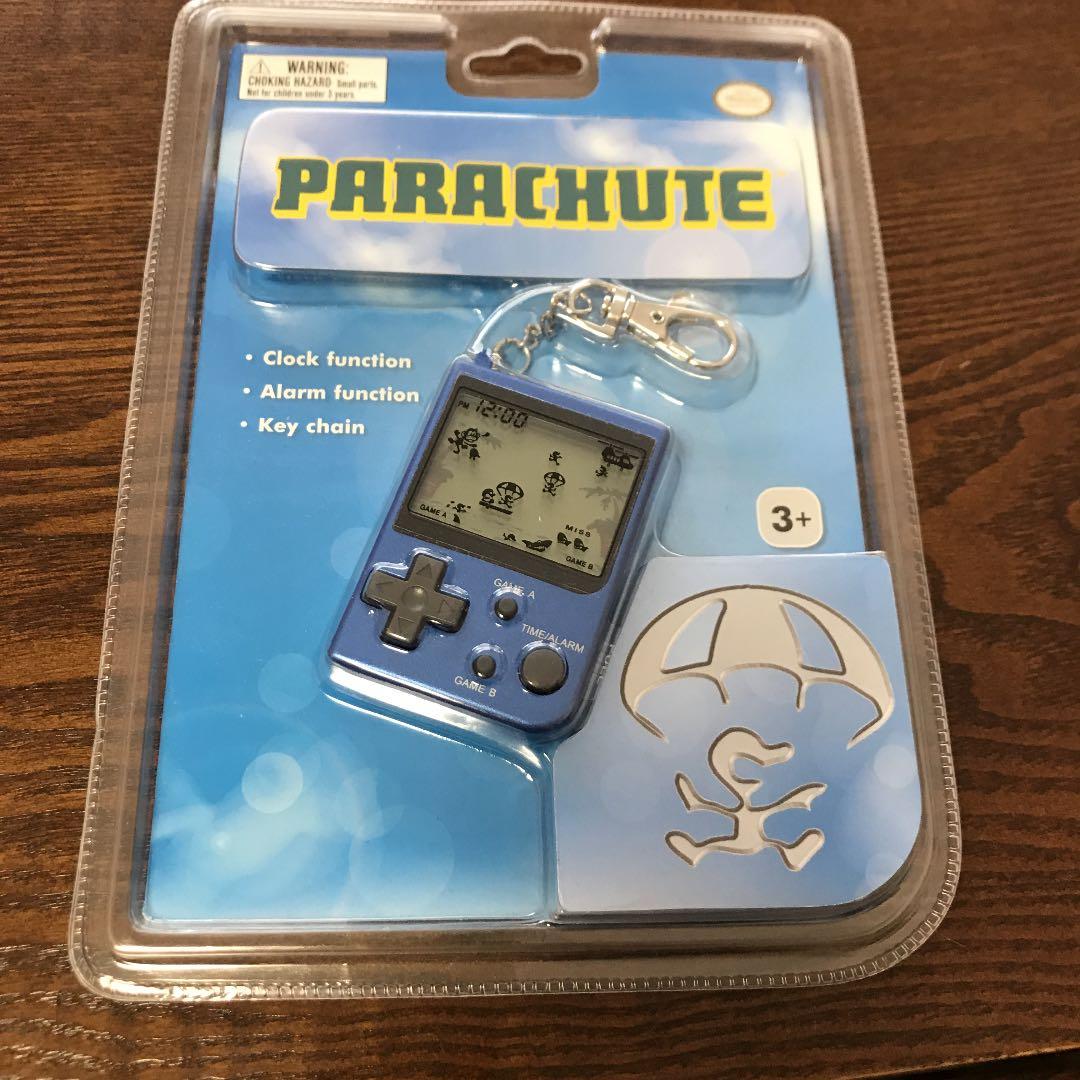 WARNING:
CHOKING HAZARD Small parts.
Not for children under 3 years.
PARACHUTE
• Clock function
• Alarm function
• Key chain
PM 12:00
GAME A
MISS
GAME B
3+
GAME A
TIME/ALARM
GAME B